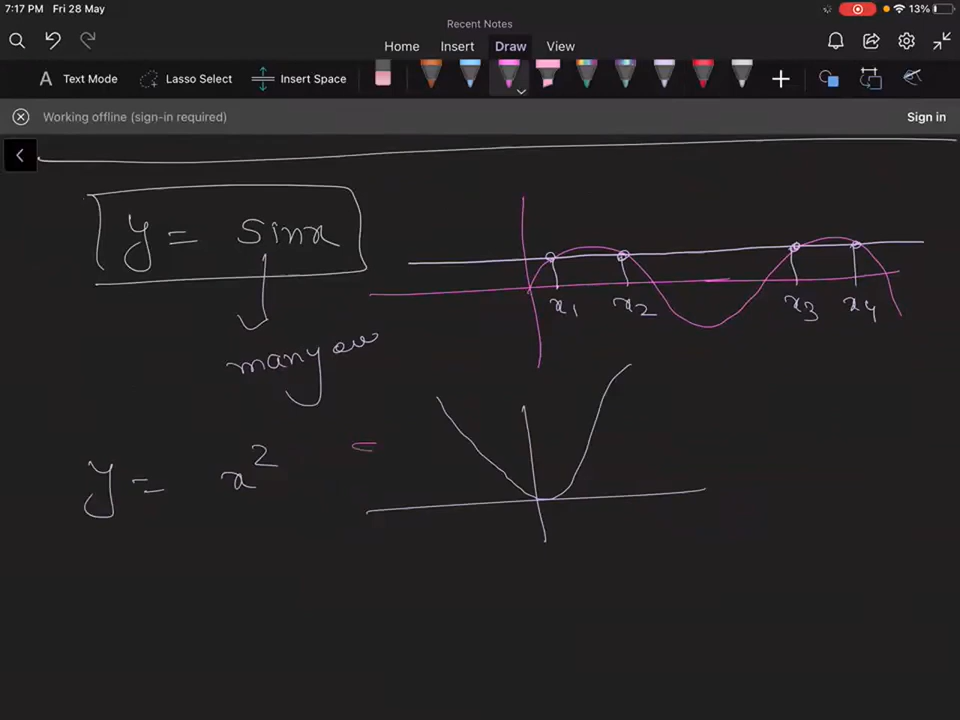 7:17 PM Fri 28 May
13%
Recent Notes
Home Insert Draw View
Text Mode Lasso Select Insert Space
Working offline (sign-in required) Sign in
y = sinx
x1 x2 x3 x4
many one
y = x2